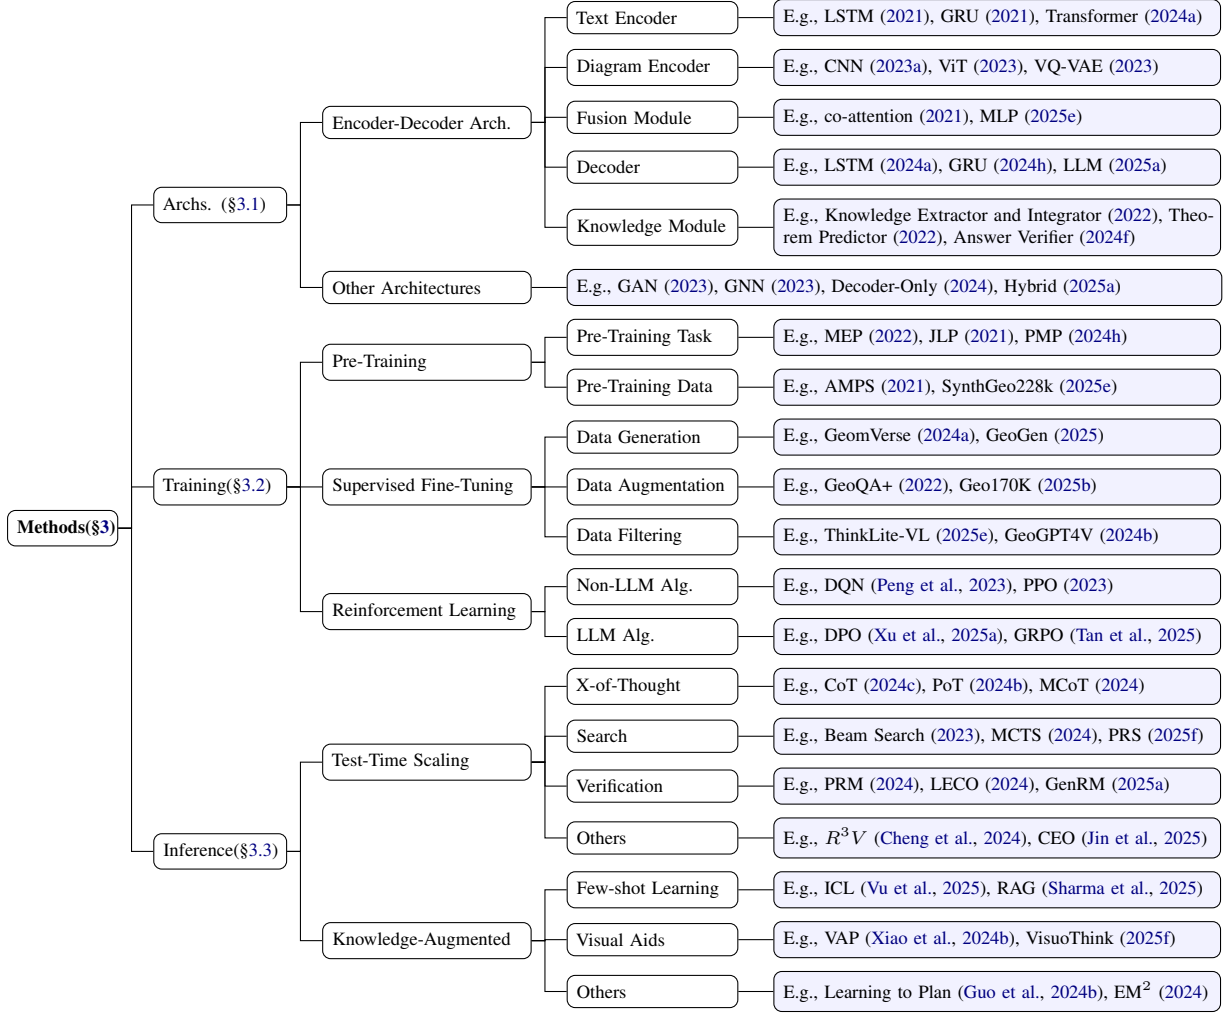 Methods(§3)
Archs. (§3.1)
Encoder-Decoder Arch.
Text Encoder
E.g., LSTM (2021), GRU (2021), Transformer (2024a)
Diagram Encoder
E.g., CNN (2023a), ViT (2023), VQ-VAE (2023)
Fusion Module
E.g., co-attention (2021), MLP (2025e)
Decoder
E.g., LSTM (2024a), GRU (2024h), LLM (2025a)
Knowledge Module
E.g., Knowledge Extractor and Integrator (2022), Theo-
rem Predictor (2022), Answer Verifier (2024f)
Other Architectures
E.g., GAN (2023), GNN (2023), Decoder-Only (2024), Hybrid (2025a)
Training(§3.2)
Pre-Training
Pre-Training Task
E.g., MEP (2022), JLP (2021), PMP (2024h)
Pre-Training Data
E.g., AMPS (2021), SynthGeo228k (2025e)
Supervised Fine-Tuning
Data Generation
E.g., GeomVerse (2024a), GeoGen (2025)
Data Augmentation
E.g., GeoQA+ (2022), Geo170K (2025b)
Data Filtering
E.g., ThinkLite-VL (2025e), GeoGPT4V (2024b)
Reinforcement Learning
Non-LLM Alg.
E.g., DQN (Peng et al., 2023), PPO (2023)
LLM Alg.
E.g., DPO (Xu et al., 2025a), GRPO (Tan et al., 2025)
Inference(§3.3)
Test-Time Scaling
X-of-Thought
E.g., CoT (2024c), PoT (2024b), MCoT (2024)
Search
E.g., Beam Search (2023), MCTS (2024), PRS (2025f)
Verification
E.g., PRM (2024), LECO (2024), GenRM (2025a)
Others
E.g., R³V (Cheng et al., 2024), CEO (Jin et al., 2025)
Knowledge-Augmented
Few-shot Learning
E.g., ICL (Vu et al., 2025), RAG (Sharma et al., 2025)
Visual Aids
E.g., VAP (Xiao et al., 2024b), VisuoThink (2025f)
Others
E.g., Learning to Plan (Guo et al., 2024b), EM² (2024)